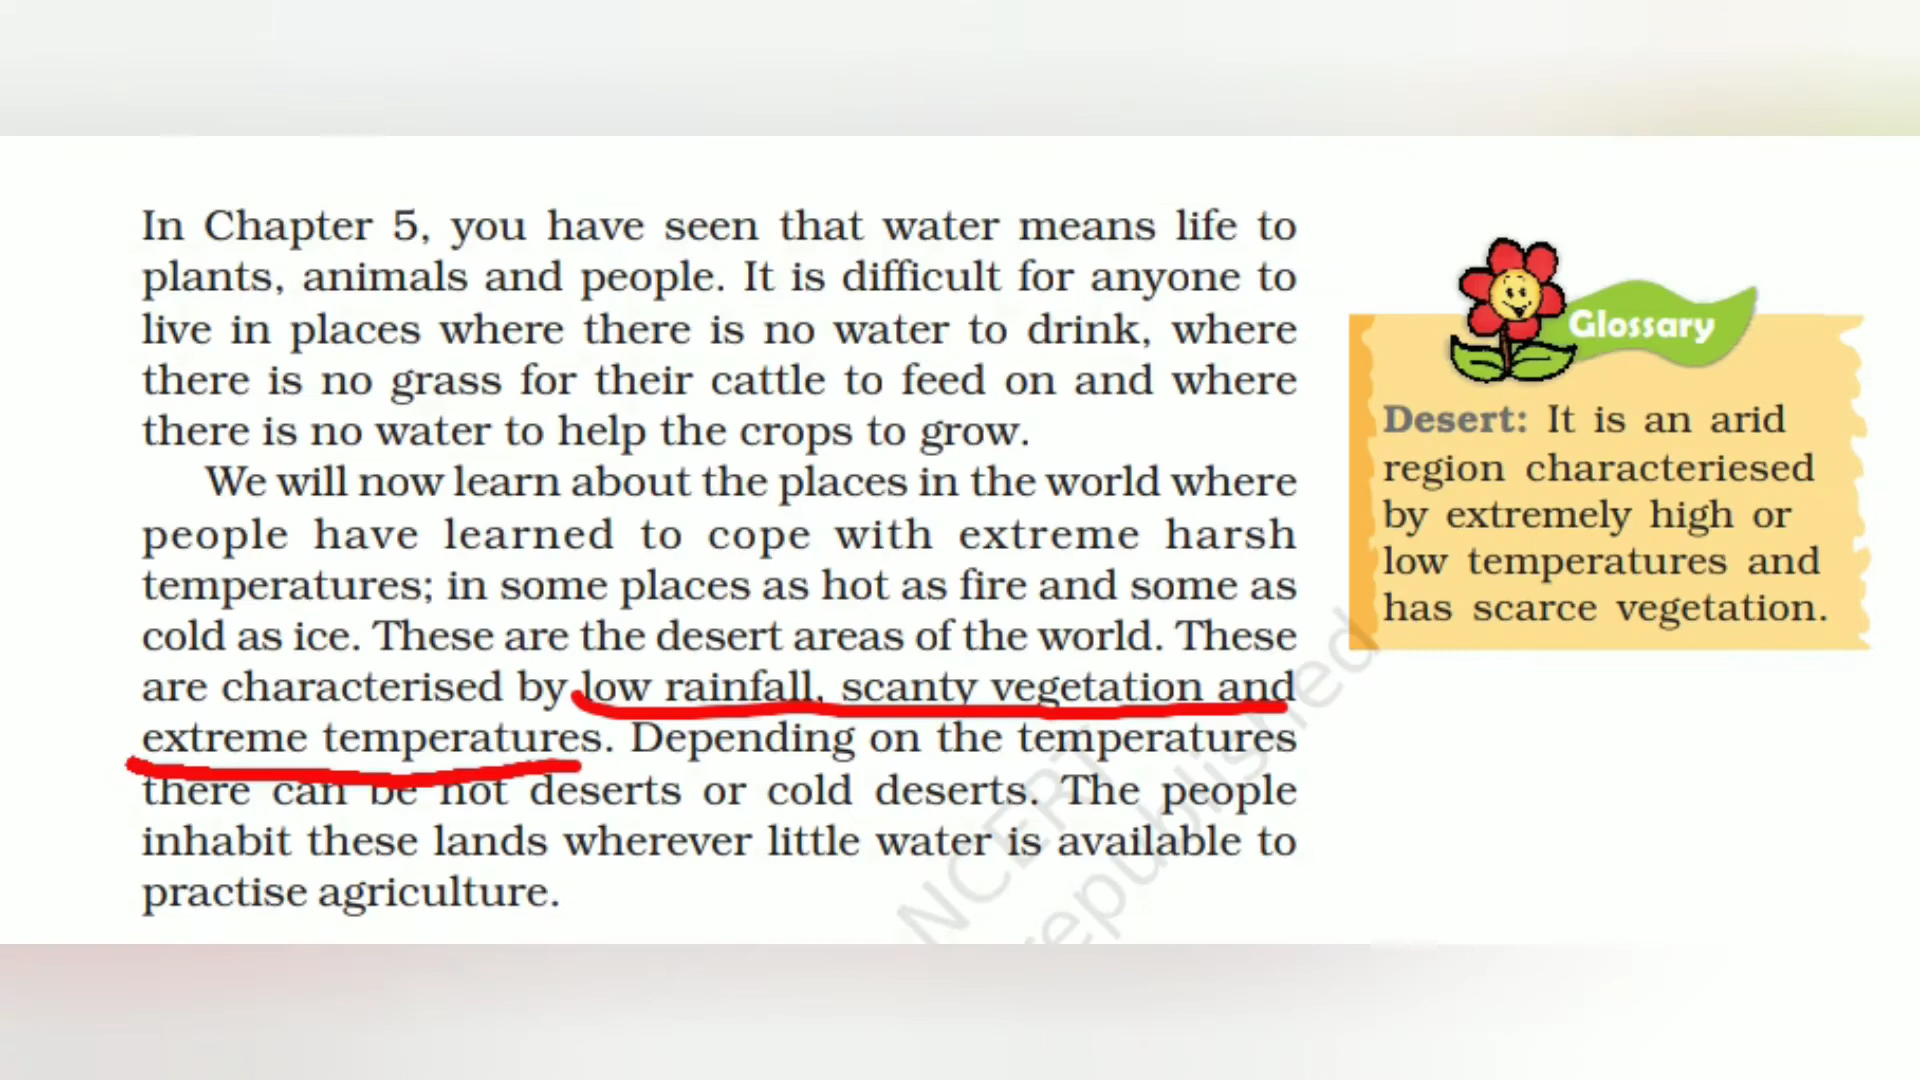 In Chapter 5, you have seen that water means life to
plants, animals and people. It is difficult for anyone to
live in places where there is no water to drink, where
there is no grass for their cattle to feed on and where
there is no water to help the crops to grow.
We will now learn about the places in the world where
people have learned to cope with extreme harsh
temperatures; in some places as hot as fire and some as
cold as ice. These are the desert areas of the world. These
are characterised by low rainfall, scanty vegetation and
extreme temperatures. Depending on the temperatures
there can be hot deserts or cold deserts. The people
inhabit these lands wherever little water is available to
practise agriculture.
Glossary
Desert: It is an arid
region characteriesed
by extremely high or
low temperatures and
has scarce vegetation.
NCERT
republished